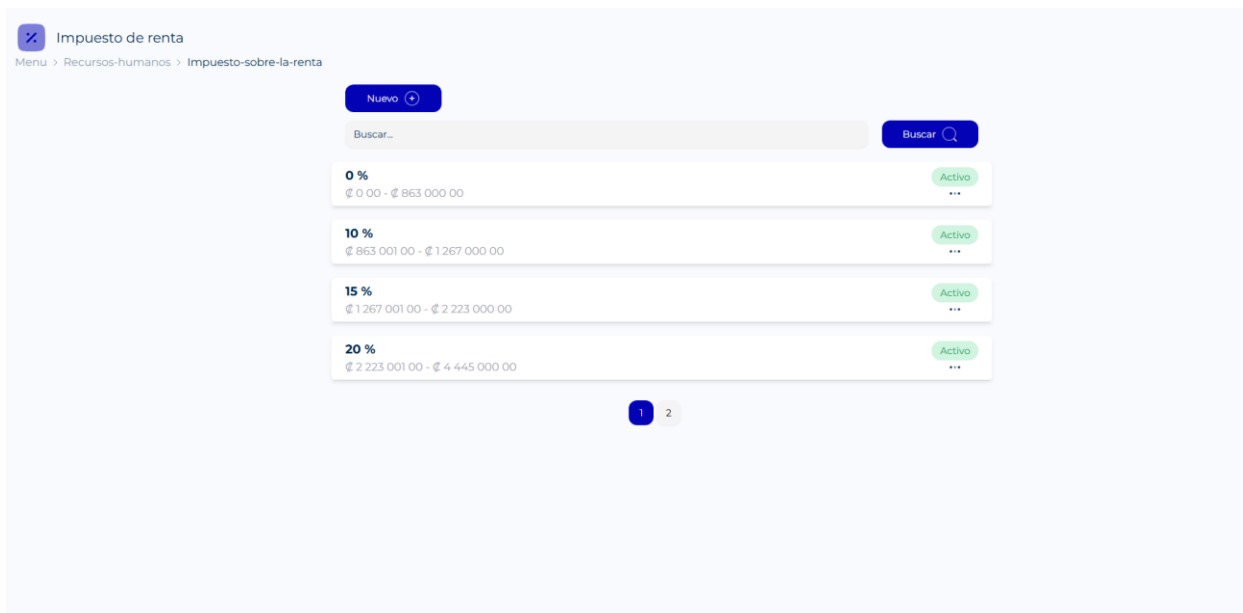 Impuesto de renta
Menu > Recursos-humanos > Impuesto-sobre-la-renta
Nuevo
Buscar... Buscar
0 % Activo
₡ 0 00 - ₡ 863 000 00
10 % Activo
₡ 863 001 00 - ₡ 1 267 000 00
15 % Activo
₡ 1 267 001 00 - ₡ 2 223 000 00
20 % Activo
₡ 2 223 001 00 - ₡ 4 445 000 00
1 2